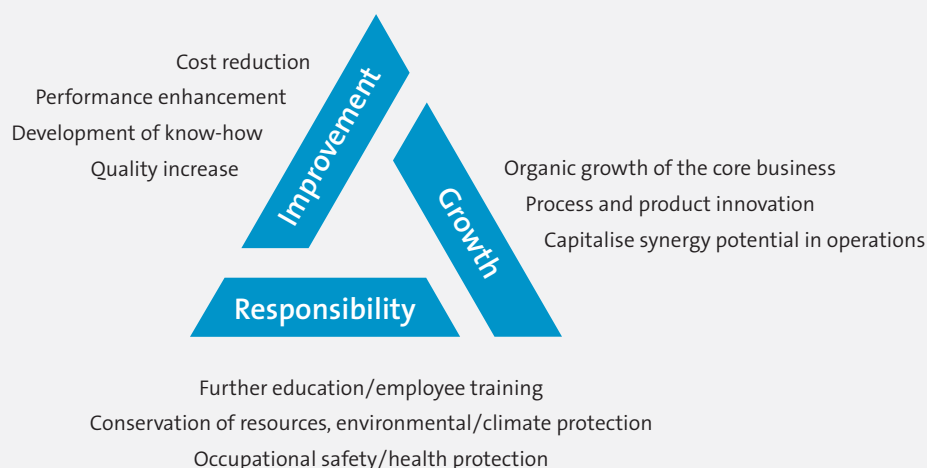 Cost reduction
Performance enhancement
Development of know-how
Quality increase
Improvement
Growth
Organic growth of the core business
Process and product innovation
Capitalise synergy potential in operations
Responsibility
Further education/employee training
Conservation of resources, environmental/climate protection
Occupational safety/health protection